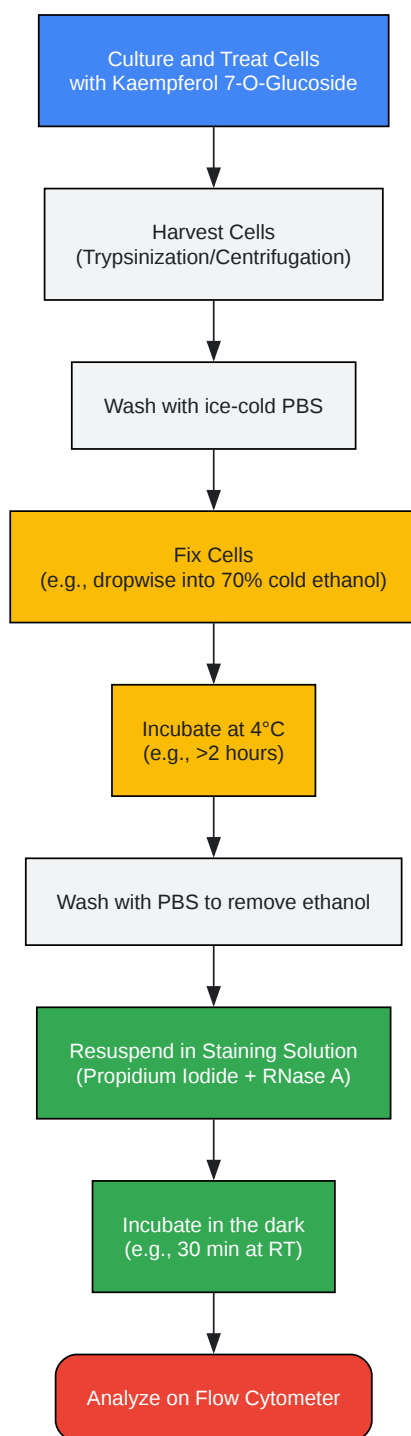 Culture and Treat Cells
with Kaempferol 7-O-Glucoside
Harvest Cells
(Trypsinization/Centrifugation)
Wash with ice-cold PBS
Fix Cells
(e.g., dropwise into 70% cold ethanol)
Incubate at 4°C
(e.g., >2 hours)
Wash with PBS to remove ethanol
Resuspend in Staining Solution
(Propidium Iodide + RNase A)
Incubate in the dark
(e.g., 30 min at RT)
Analyze on Flow Cytometer